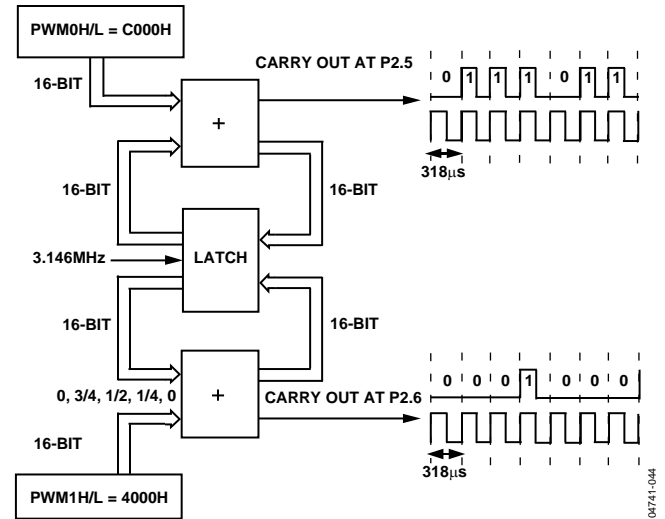 PWM0H/L = C000H
CARRY OUT AT P2.5
16-BIT
0 1 1 1 0 1 1
+
318µs
16-BIT
16-BIT
3.146MHz
LATCH
16-BIT
16-BIT
0, 3/4, 1/2, 1/4, 0
+
CARRY OUT AT P2.6
0 0 0 1 0 0 0
16-BIT
318µs
PWM1H/L = 4000H
04741-044